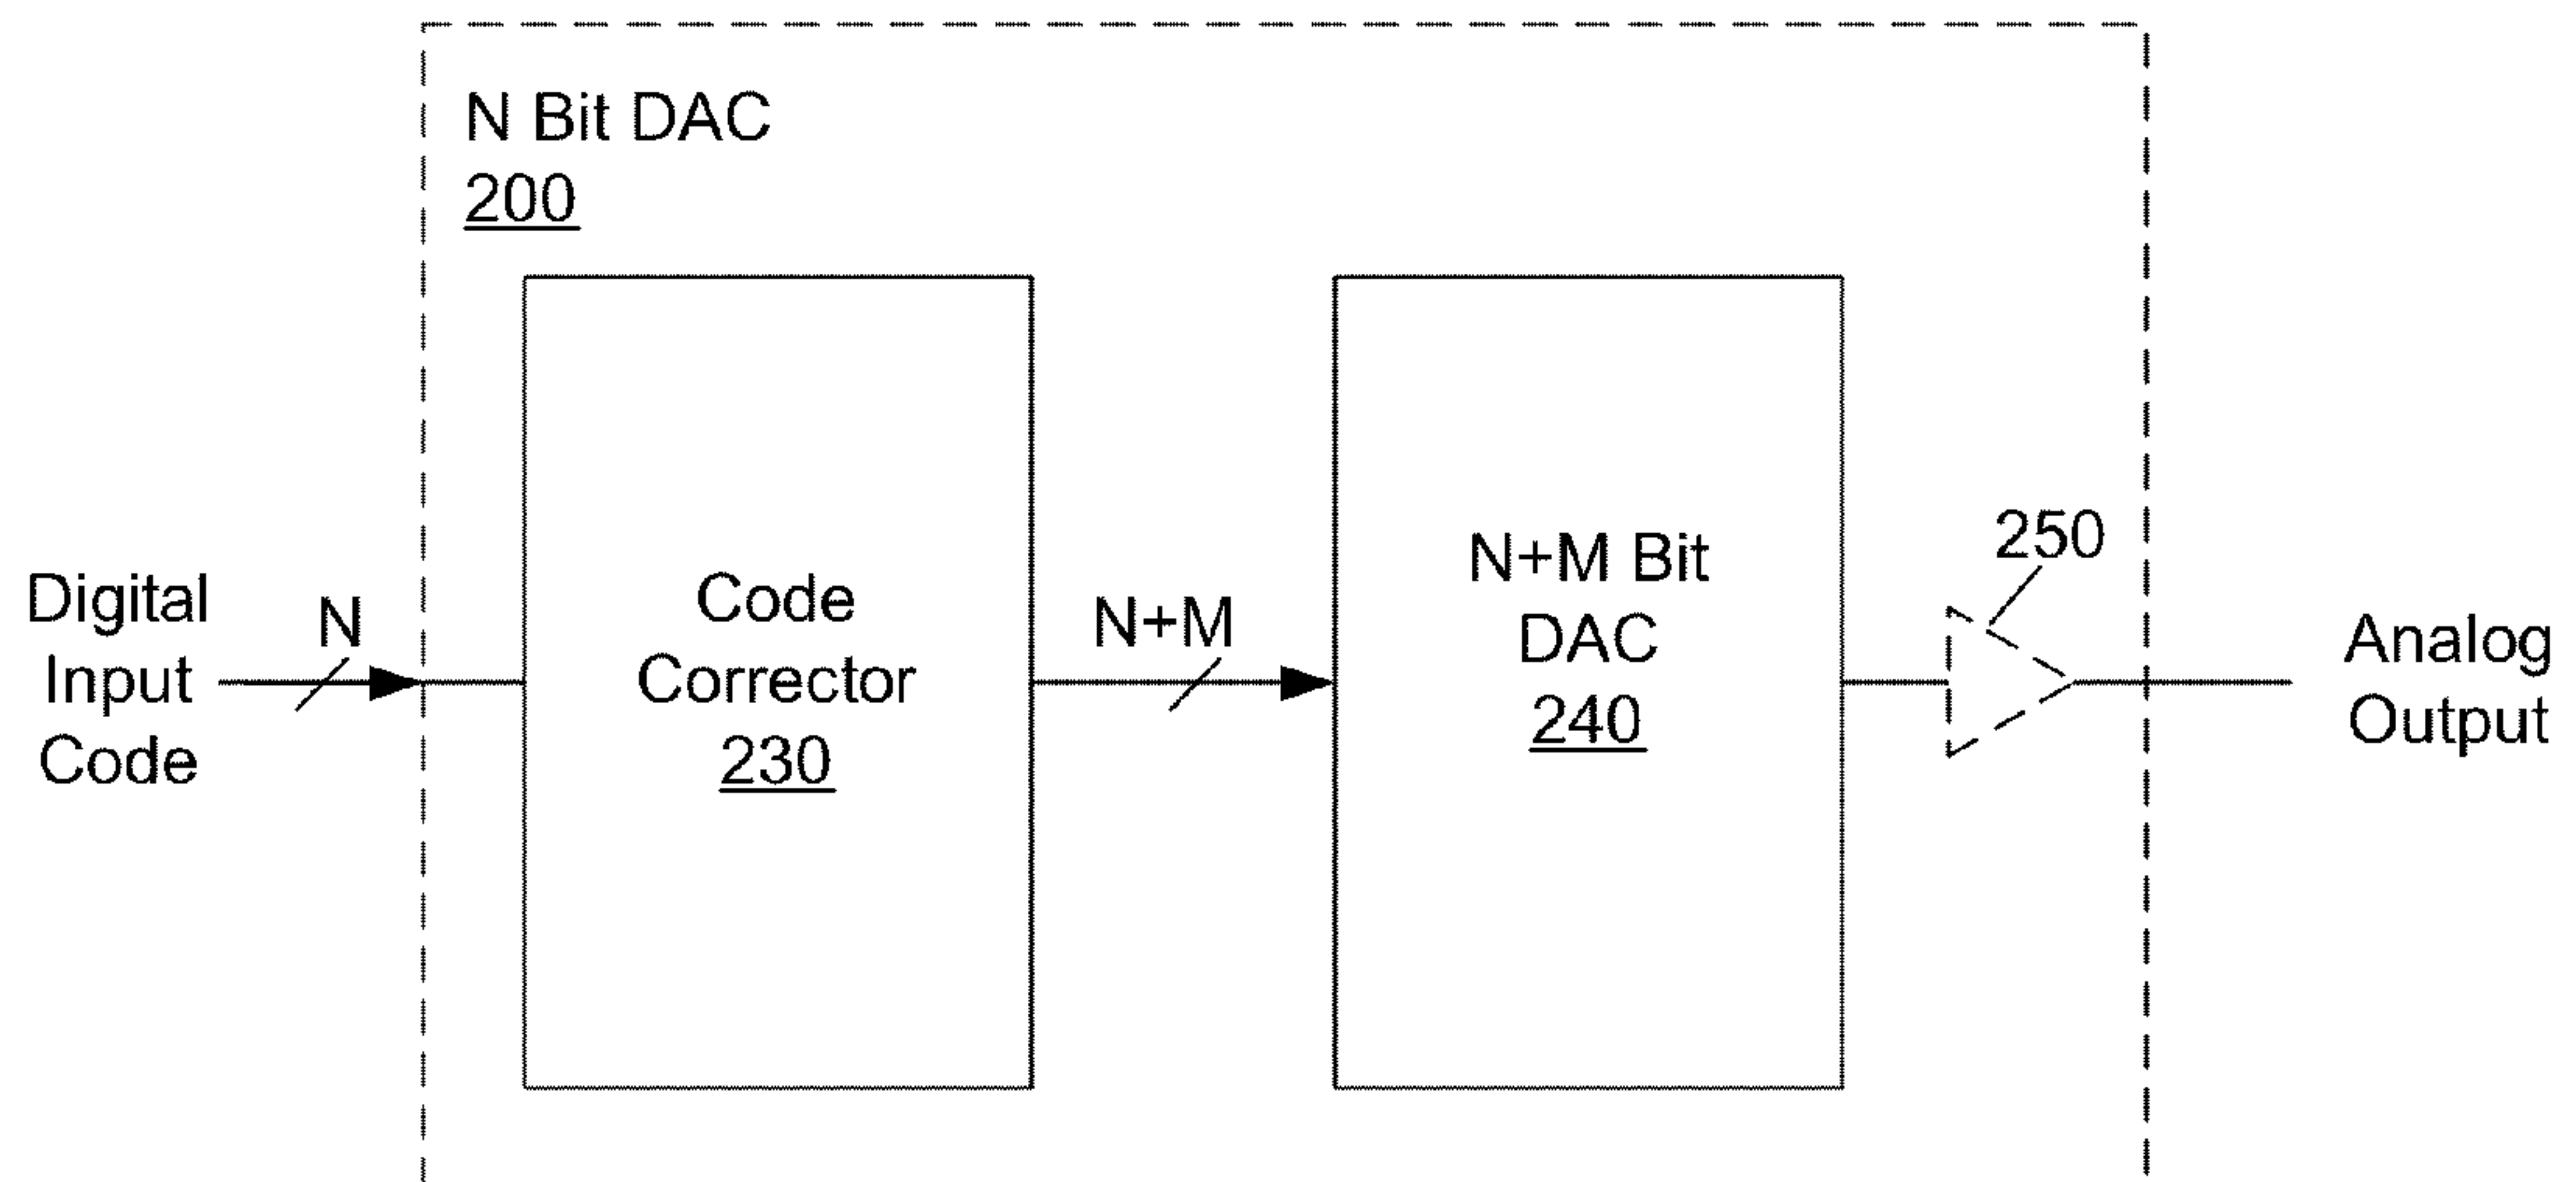 N Bit DAC
200
Digital
Input
Code
N
Code
Corrector
230
N+M
N+M Bit
DAC
240
250
Analog
Output